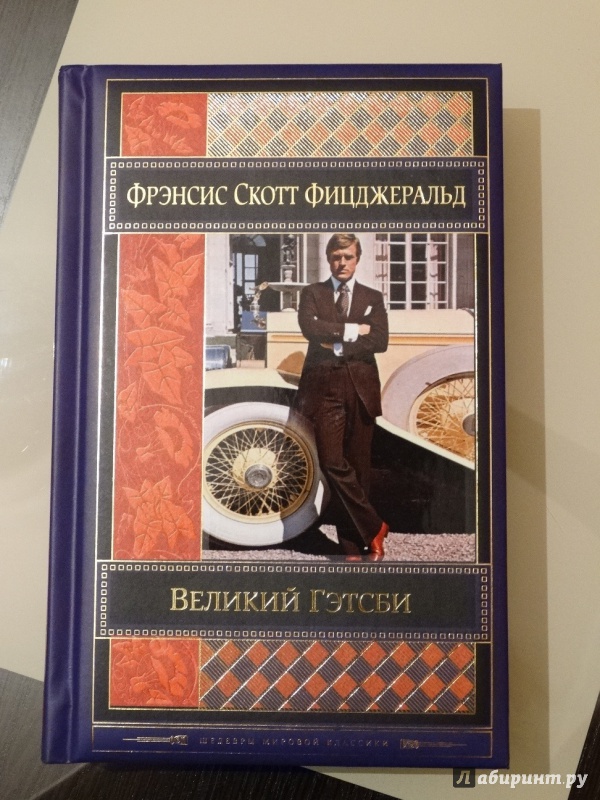 ФРЭНСИС СКОТТ ФИЦДЖЕРАЛЬД
ВЕЛИКИЙ ГЭТСБИ
ШЕДЕВРЫ МИРОВОЙ КЛАССИКИ
Лабиринт.ру